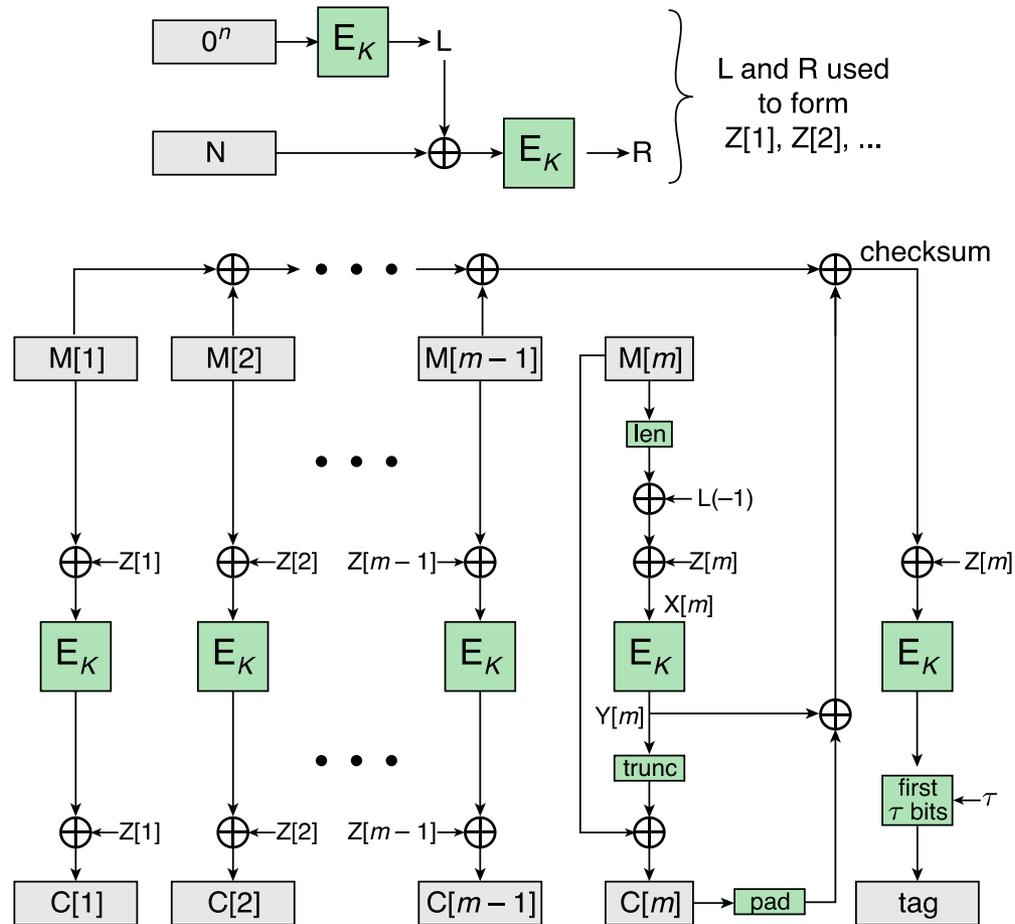 0ⁿ
E_K
L
N
E_K
R
L and R used
to form
Z[1], Z[2], ...
checksum
M[1]
M[2]
M[m – 1]
M[m]
len
L(–1)
Z[1]
Z[2]
Z[m – 1]
Z[m]
Z[m]
X[m]
E_K
E_K
E_K
E_K
E_K
Y[m]
trunc
first
τ bits
τ
Z[1]
Z[2]
Z[m – 1]
C[1]
C[2]
C[m – 1]
C[m]
pad
tag